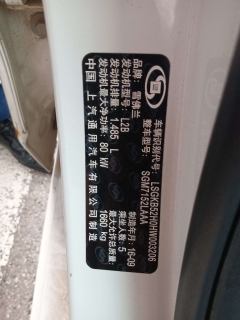 品牌：雪佛兰
车辆识别代号：LSGKB52H0HW003208
发动机型号：L2B
整车型号：SGM7152LAAA
发动机排量：1.485 L
制造年月：16-09
发动机最大净功率：80 kW
乘坐人数：5
最大允许总质量：1660 kg
中国 上汽通用汽车有限公司制造